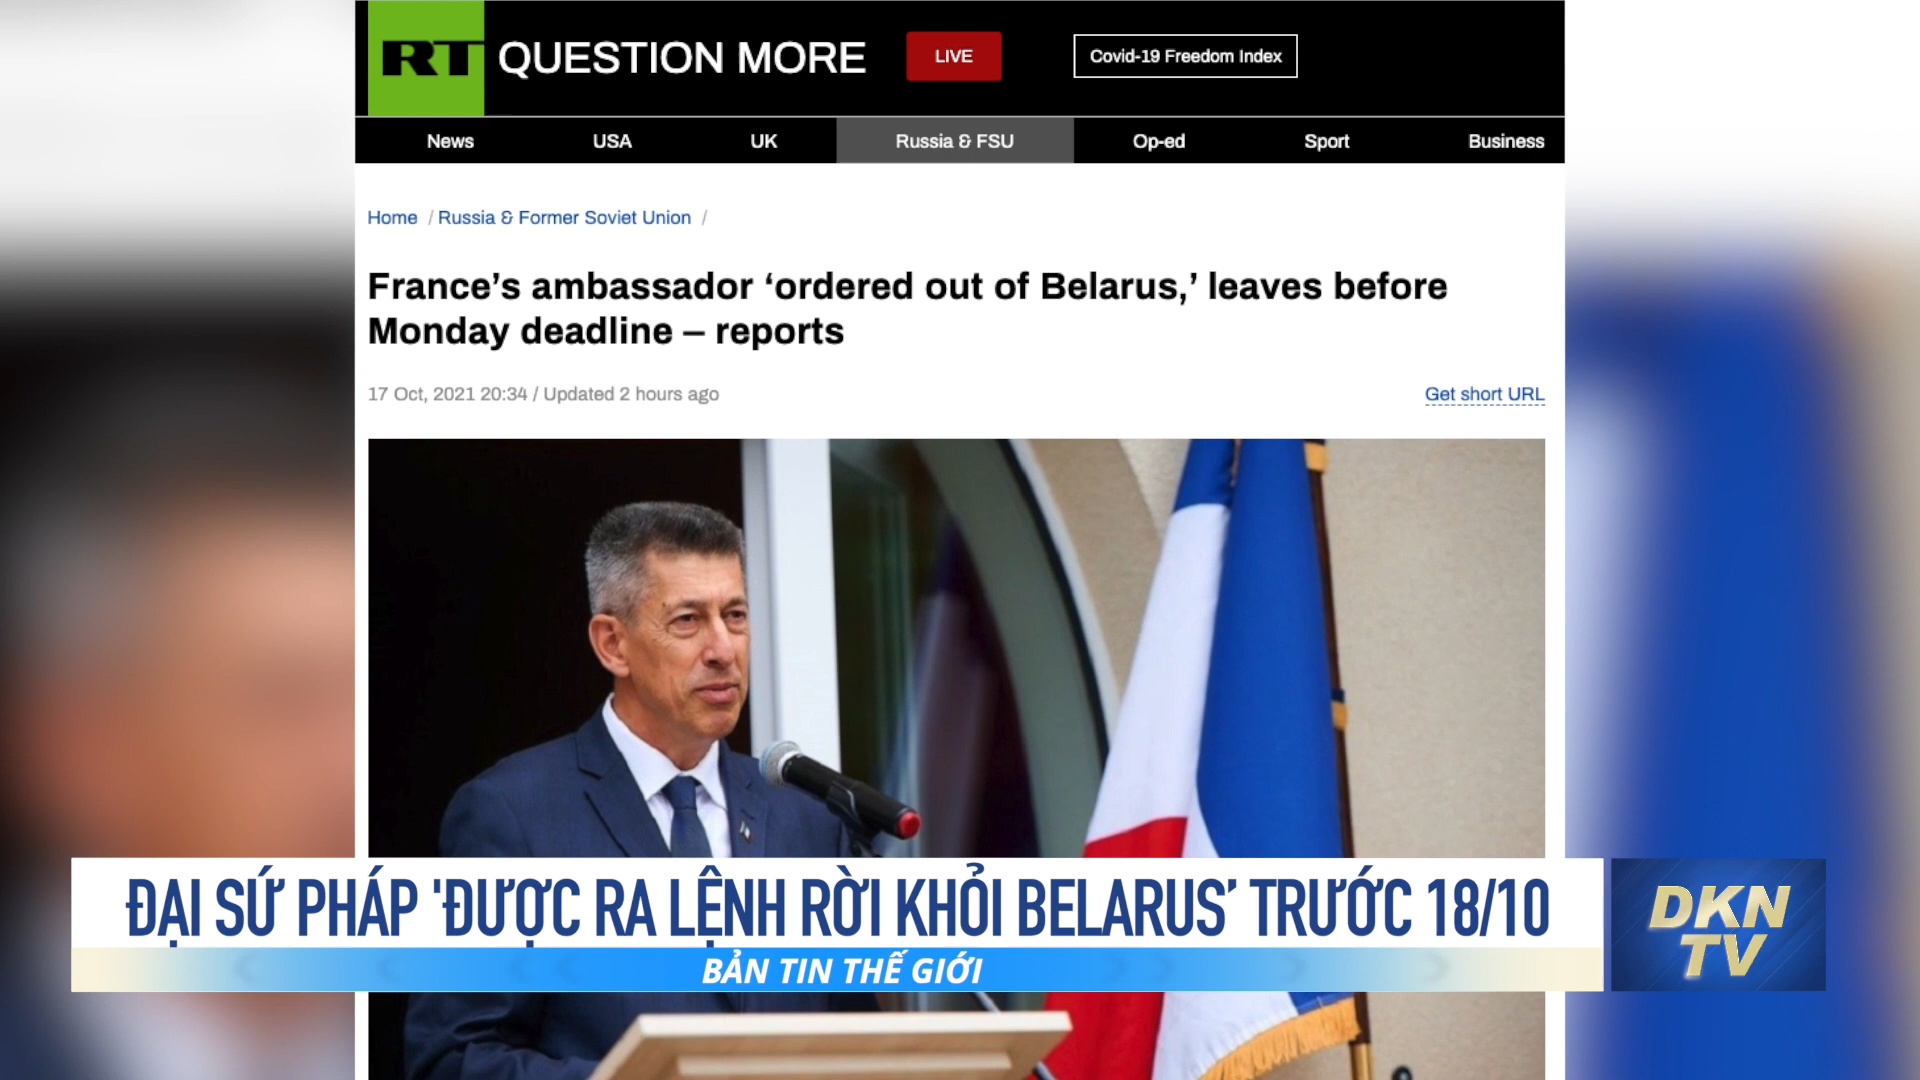 RT QUESTION MORE LIVE Covid-19 Freedom Index
News USA UK Russia & FSU Op-ed Sport Business
Home / Russia & Former Soviet Union /
France’s ambassador ‘ordered out of Belarus,’ leaves before
Monday deadline – reports
17 Oct, 2021 20:34 / Updated 2 hours ago Get short URL
ĐẠI SỨ PHÁP 'ĐƯỢC RA LỆNH RỜI KHỎI BELARUS’ TRƯỚC 18/10
BẢN TIN THẾ GIỚI
DKN
TV